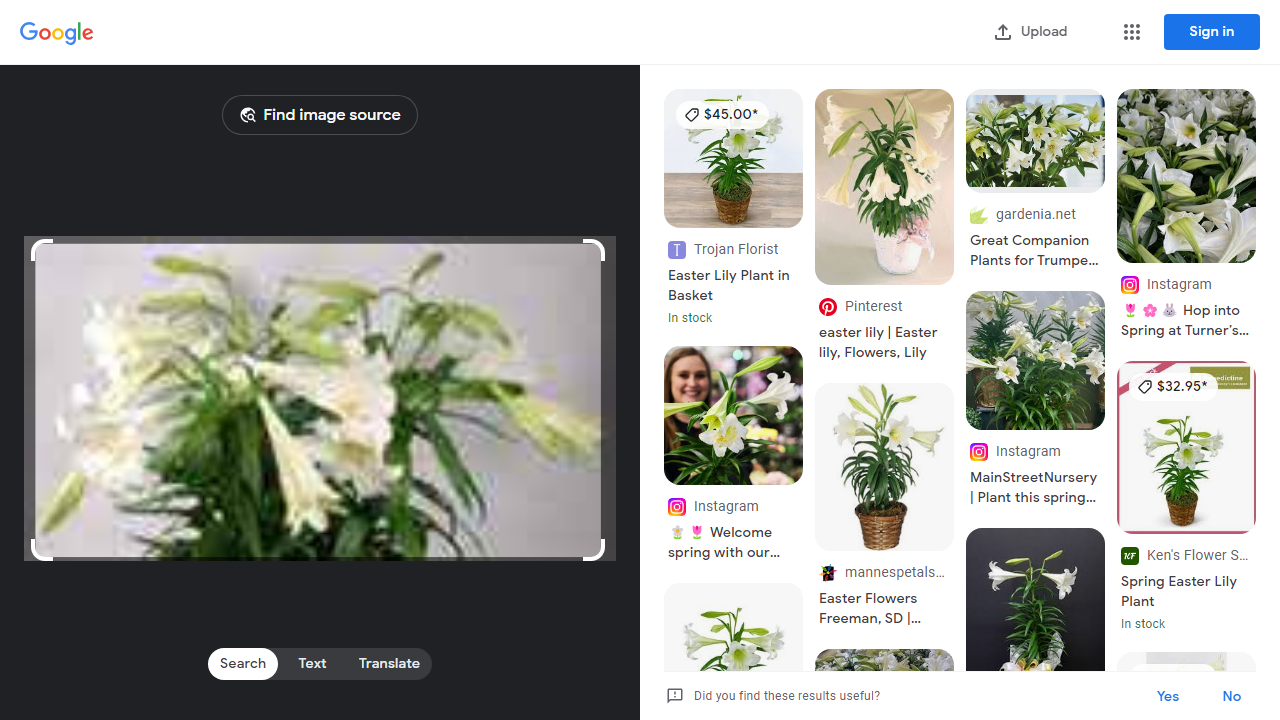 Google
Upload
Sign in
Find image source
Search
Text
Translate
$45.00*
T
Trojan Florist
Easter Lily Plant in
Basket
In stock
Instagram
Welcome
spring with our…
Pinterest
easter lily | Easter
lily, Flowers, Lily
mannespetals...
Easter Flowers
Freeman, SD |...
gardenia.net
Great Companion
Plants for Trumpe...
Instagram
MainStreetNursery
| Plant this spring...
Instagram
Hop into
Spring at Turner's...
$32.95*
KF
Ken's Flower S...
Spring Easter Lily
Plant
In stock
Did you find these results useful?
Yes
No